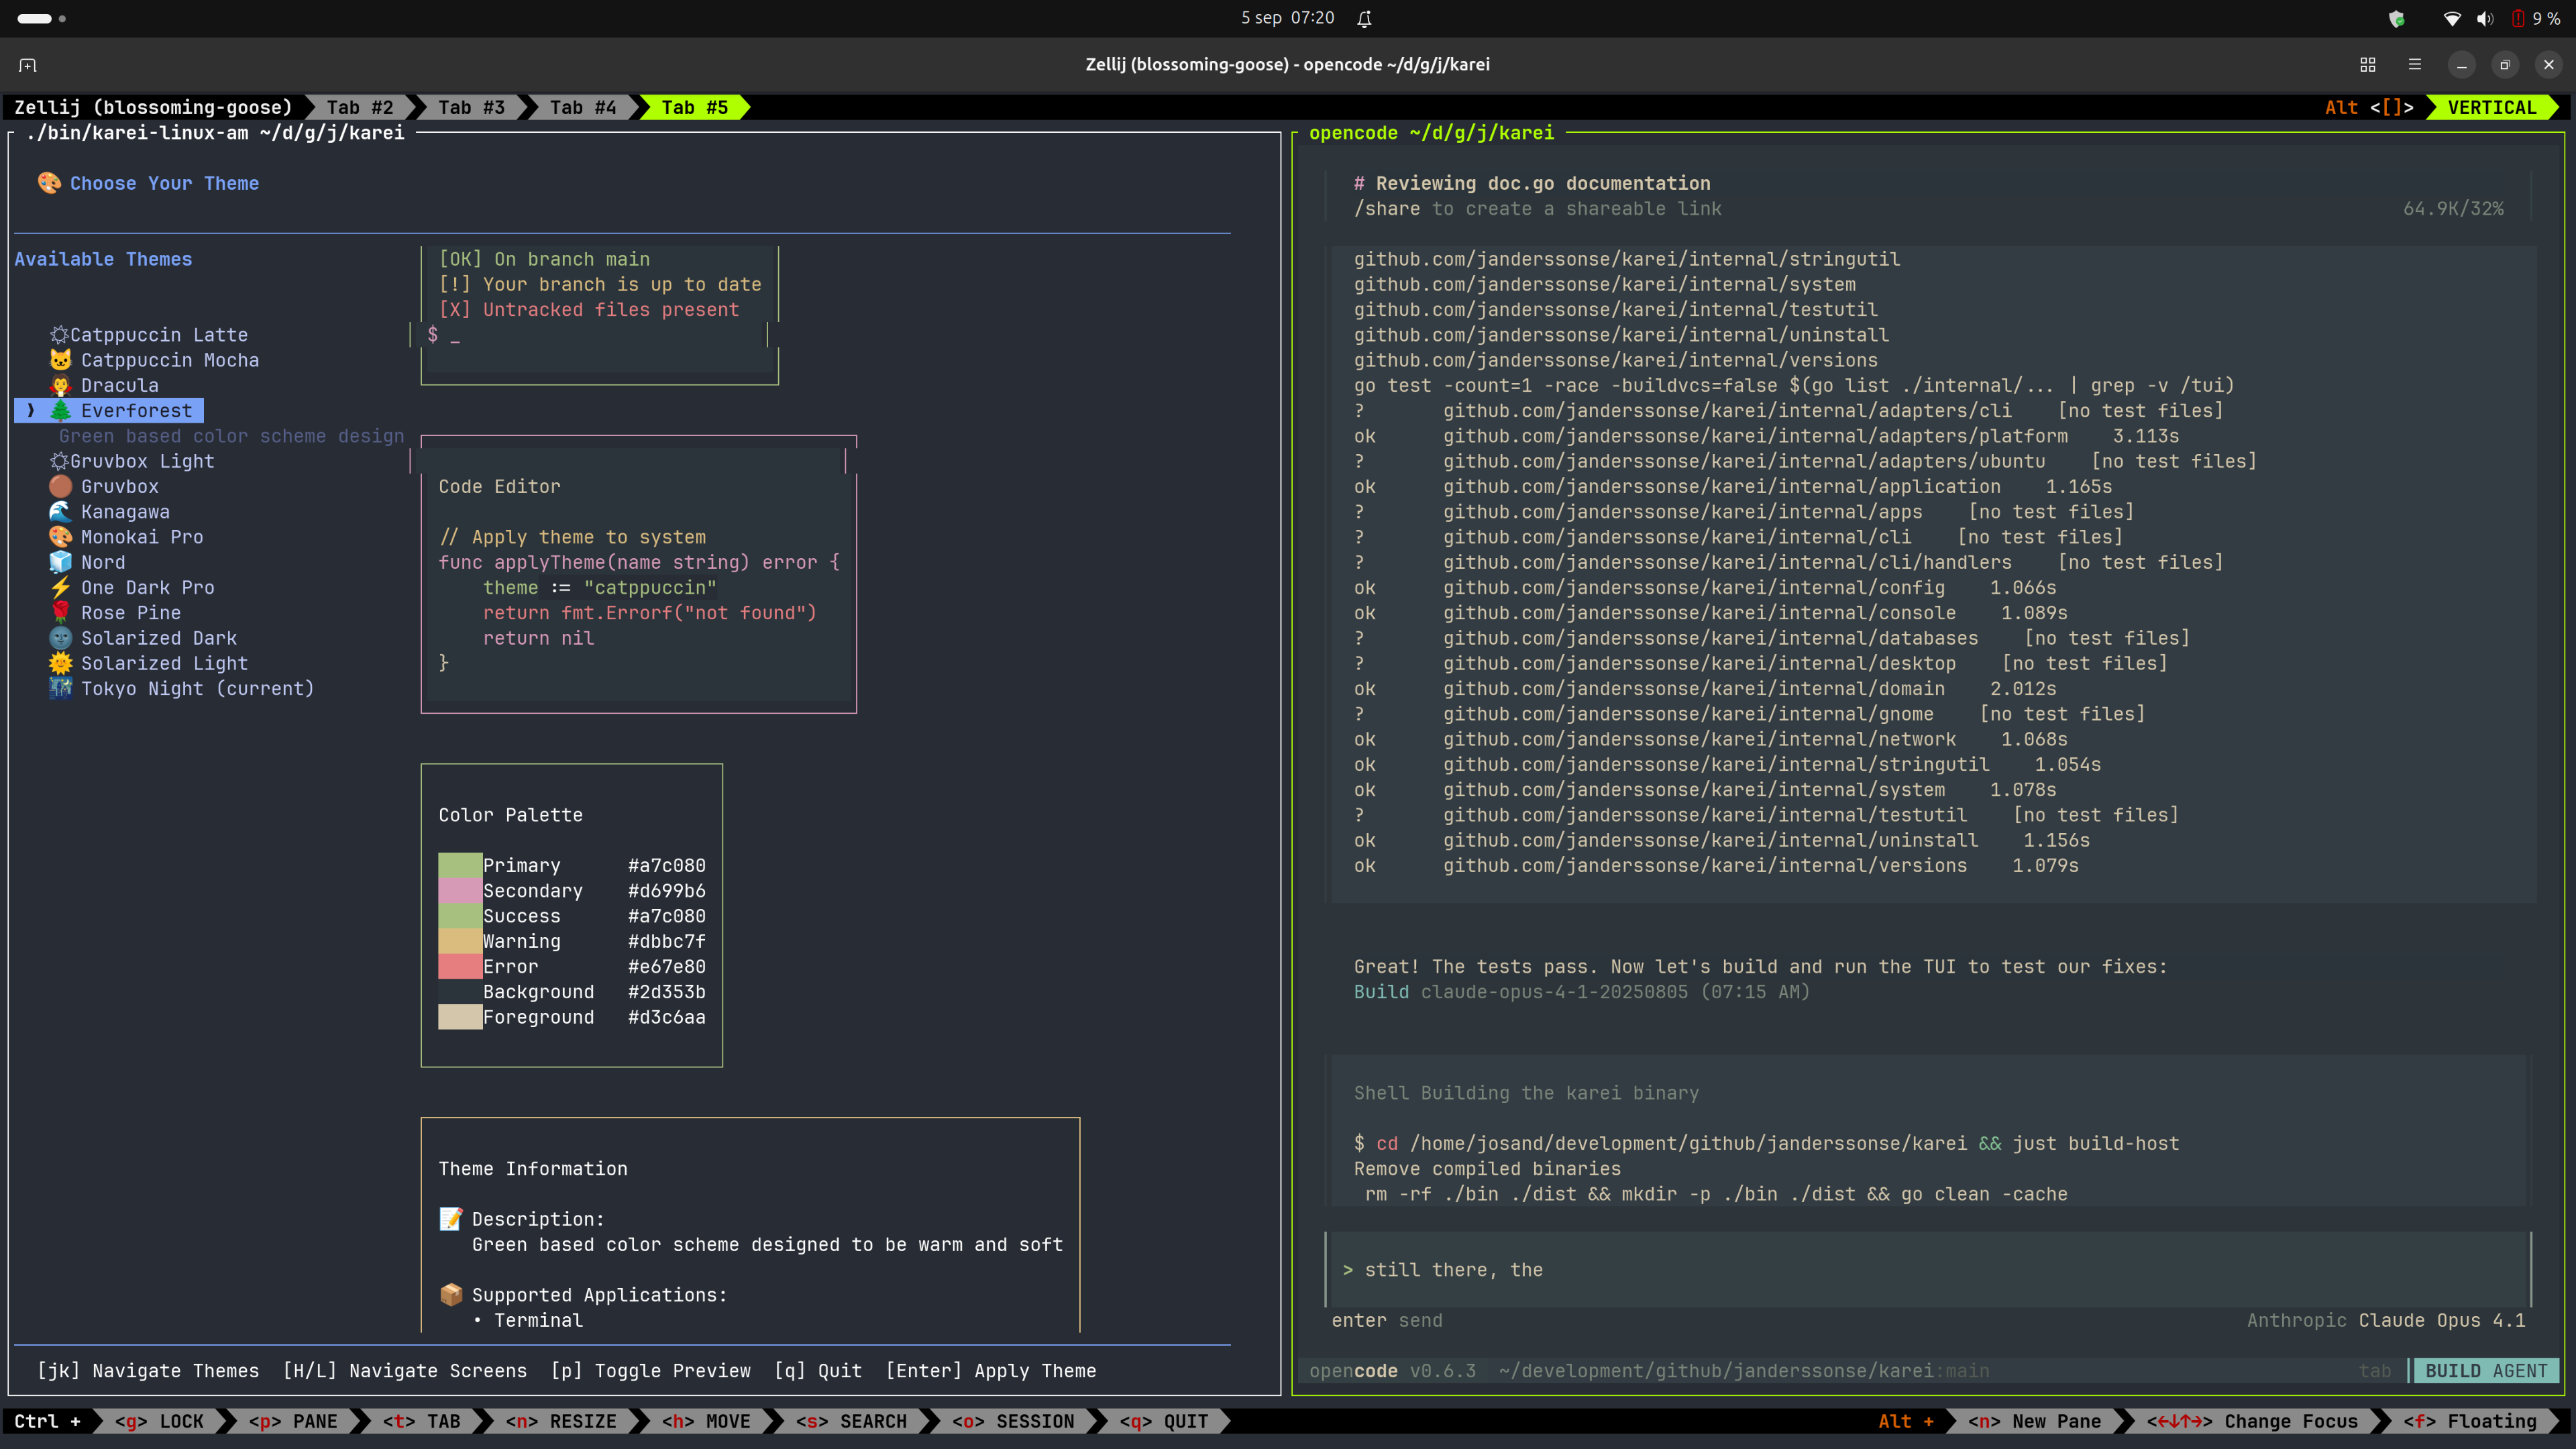 5 sep 07:20
9 %
Zellij (blossoming-goose) - opencode ~/d/g/j/karei
Zellij (blossoming-goose) Tab #2 Tab #3 Tab #4 Tab #5 Alt <[]> VERTICAL
./bin/karei-linux-am ~/d/g/j/karei
Choose Your Theme
Available Themes
Catppuccin Latte
Catppuccin Mocha
Dracula
❯ Everforest
Green based color scheme design
Gruvbox Light
Gruvbox
Kanagawa
Monokai Pro
Nord
One Dark Pro
Rose Pine
Solarized Dark
Solarized Light
Tokyo Night (current)
[OK] On branch main
[!] Your branch is up to date
[X] Untracked files present
$ _
Code Editor
// Apply theme to system
func applyTheme(name string) error {
theme := "catppuccin"
return fmt.Errorf("not found")
return nil
}
Color Palette
Primary #a7c080
Secondary #d699b6
Success #a7c080
Warning #dbbc7f
Error #e67e80
Background #2d353b
Foreground #d3c6aa
Theme Information
Description:
Green based color scheme designed to be warm and soft
Supported Applications:
• Terminal
[jk] Navigate Themes [H/L] Navigate Screens [p] Toggle Preview [q] Quit [Enter] Apply Theme
opencode ~/d/g/j/karei
# Reviewing doc.go documentation
/share to create a shareable link 64.9K/32%
github.com/janderssonse/karei/internal/stringutil
github.com/janderssonse/karei/internal/system
github.com/janderssonse/karei/internal/testutil
github.com/janderssonse/karei/internal/uninstall
github.com/janderssonse/karei/internal/versions
go test -count=1 -race -buildvcs=false $(go list ./internal/... | grep -v /tui)
? github.com/janderssonse/karei/internal/adapters/cli [no test files]
ok github.com/janderssonse/karei/internal/adapters/platform 3.113s
? github.com/janderssonse/karei/internal/adapters/ubuntu [no test files]
ok github.com/janderssonse/karei/internal/application 1.165s
? github.com/janderssonse/karei/internal/apps [no test files]
? github.com/janderssonse/karei/internal/cli [no test files]
? github.com/janderssonse/karei/internal/cli/handlers [no test files]
ok github.com/janderssonse/karei/internal/config 1.066s
ok github.com/janderssonse/karei/internal/console 1.089s
? github.com/janderssonse/karei/internal/databases [no test files]
? github.com/janderssonse/karei/internal/desktop [no test files]
ok github.com/janderssonse/karei/internal/domain 2.012s
? github.com/janderssonse/karei/internal/gnome [no test files]
ok github.com/janderssonse/karei/internal/network 1.068s
ok github.com/janderssonse/karei/internal/stringutil 1.054s
ok github.com/janderssonse/karei/internal/system 1.078s
? github.com/janderssonse/karei/internal/testutil [no test files]
ok github.com/janderssonse/karei/internal/uninstall 1.156s
ok github.com/janderssonse/karei/internal/versions 1.079s
Great! The tests pass. Now let's build and run the TUI to test our fixes:
Build claude-opus-4-1-20250805 (07:15 AM)
Shell Building the karei binary
$ cd /home/josand/development/github/janderssonse/karei && just build-host
Remove compiled binaries
rm -rf ./bin ./dist && mkdir -p ./bin ./dist && go clean -cache
> still there, the
enter send Anthropic Claude Opus 4.1
opencode v0.6.3 ~/development/github/janderssonse/karei:main tab BUILD AGENT
Ctrl + <g> LOCK <p> PANE <t> TAB <n> RESIZE <h> MOVE <s> SEARCH <o> SESSION <q> QUIT Alt + <n> New Pane <←↓↑→> Change Focus <f> Floating